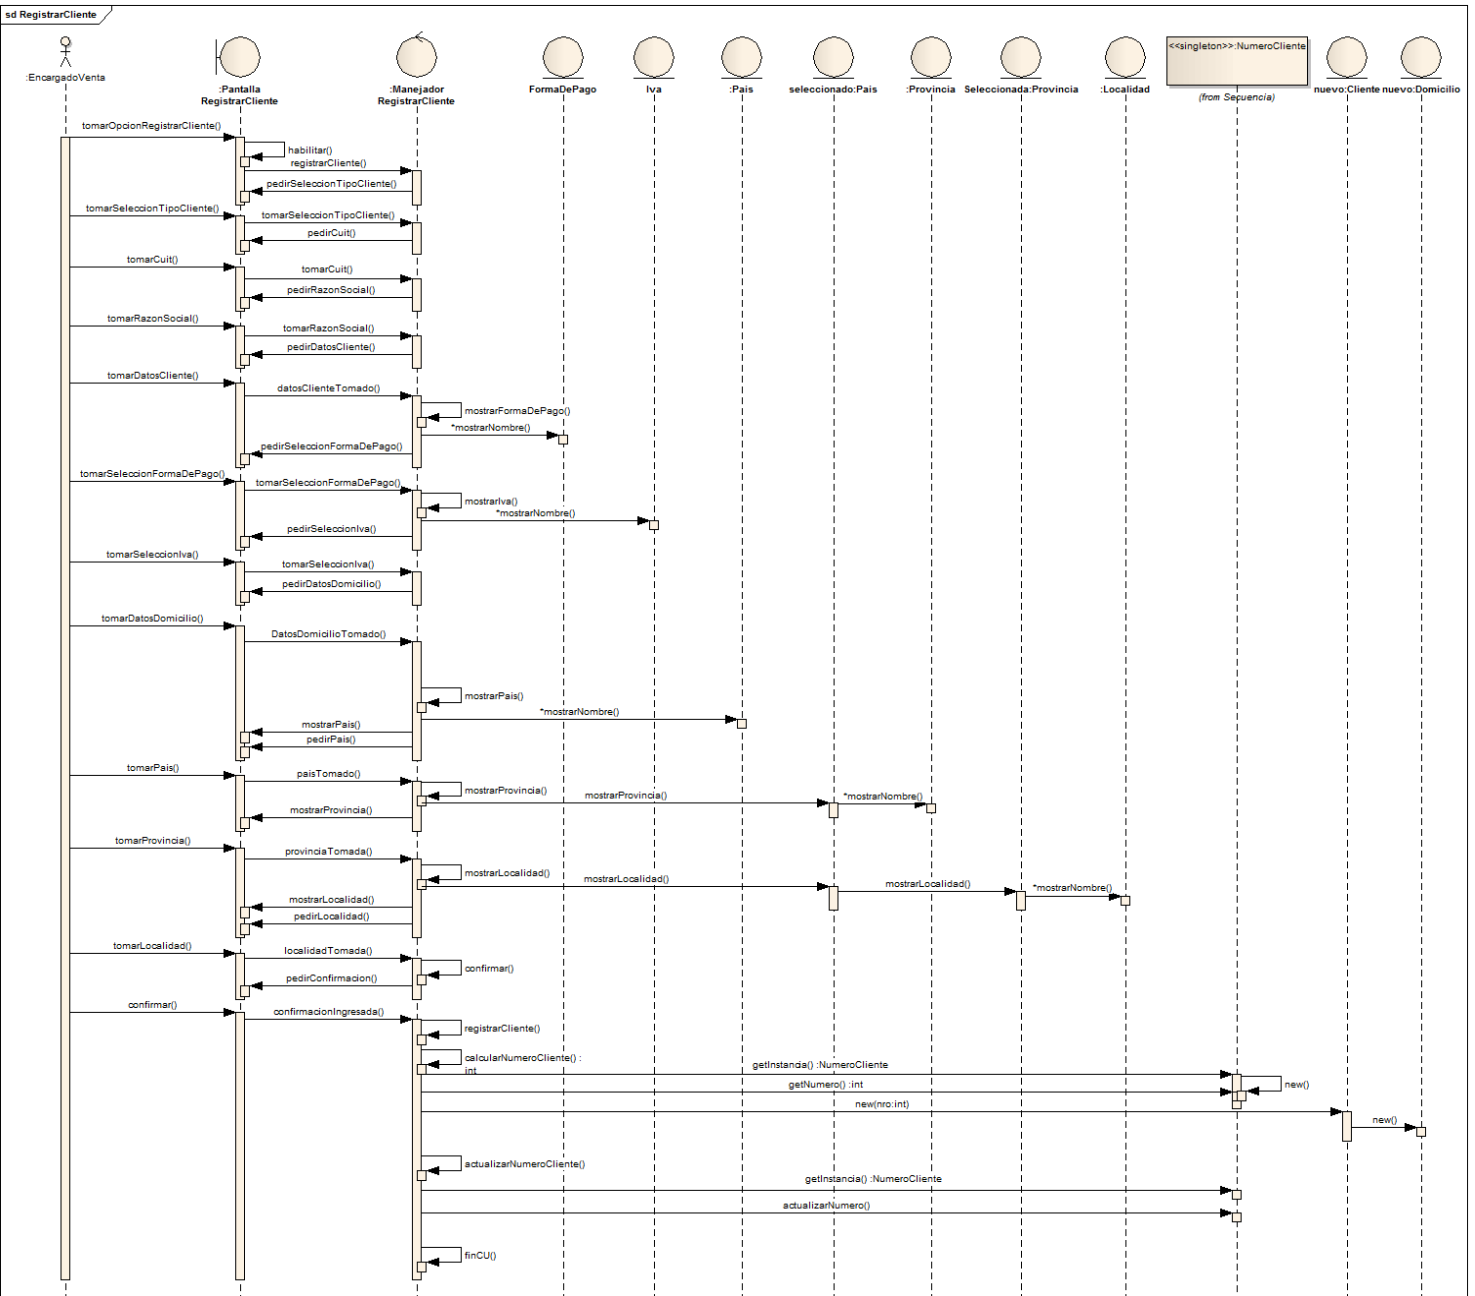 sd RegistrarCliente
:EncargadoVenta
:Pantalla
RegistrarCliente
:Manejador
RegistrarCliente
FormaDePago
Iva
:Pais
seleccionado:Pais
:Provincia
Seleccionada:Provincia
:Localidad
<<singleton>>:NumeroCliente
(from Secuencia)
nuevo:Cliente
nuevo:Domicilio
tomarOpcionRegistrarCliente()
habilitar()
registrarCliente()
pedirSeleccionTipoCliente()
tomarSeleccionTipoCliente()
tomarSeleccionTipoCliente()
pedirCuit()
tomarCuit()
tomarCuit()
pedirRazonSocial()
tomarRazonSocial()
tomarRazonSocial()
pedirDatosCliente()
tomarDatosCliente()
datosClienteTomado()
mostrarFormaDePago()
*mostrarNombre()
pedirSeleccionFormaDePago()
tomarSeleccionFormaDePago()
tomarSeleccionFormaDePago()
mostrarIva()
*mostrarNombre()
pedirSeleccionIva()
tomarSeleccionIva()
tomarSeleccionIva()
pedirDatosDomicilio()
tomarDatosDomicilio()
DatosDomicilioTomado()
mostrarPais()
*mostrarNombre()
mostrarPais()
pedirPais()
tomarPais()
paisTomado()
mostrarProvincia()
mostrarProvincia()
*mostrarNombre()
mostrarProvincia()
tomarProvincia()
provinciaTomada()
mostrarLocalidad()
mostrarLocalidad()
mostrarLocalidad()
*mostrarNombre()
mostrarLocalidad()
pedirLocalidad()
tomarLocalidad()
localidadTomada()
confirmar()
pedirConfirmacion()
confirmar()
confirmacionIngresada()
registrarCliente()
calcularNumeroCliente() :
int
getInstancia() :NumeroCliente
getNumero() :int
new()
new(nro:int)
new()
actualizarNumeroCliente()
getInstancia() :NumeroCliente
actualizarNumero()
finCU()